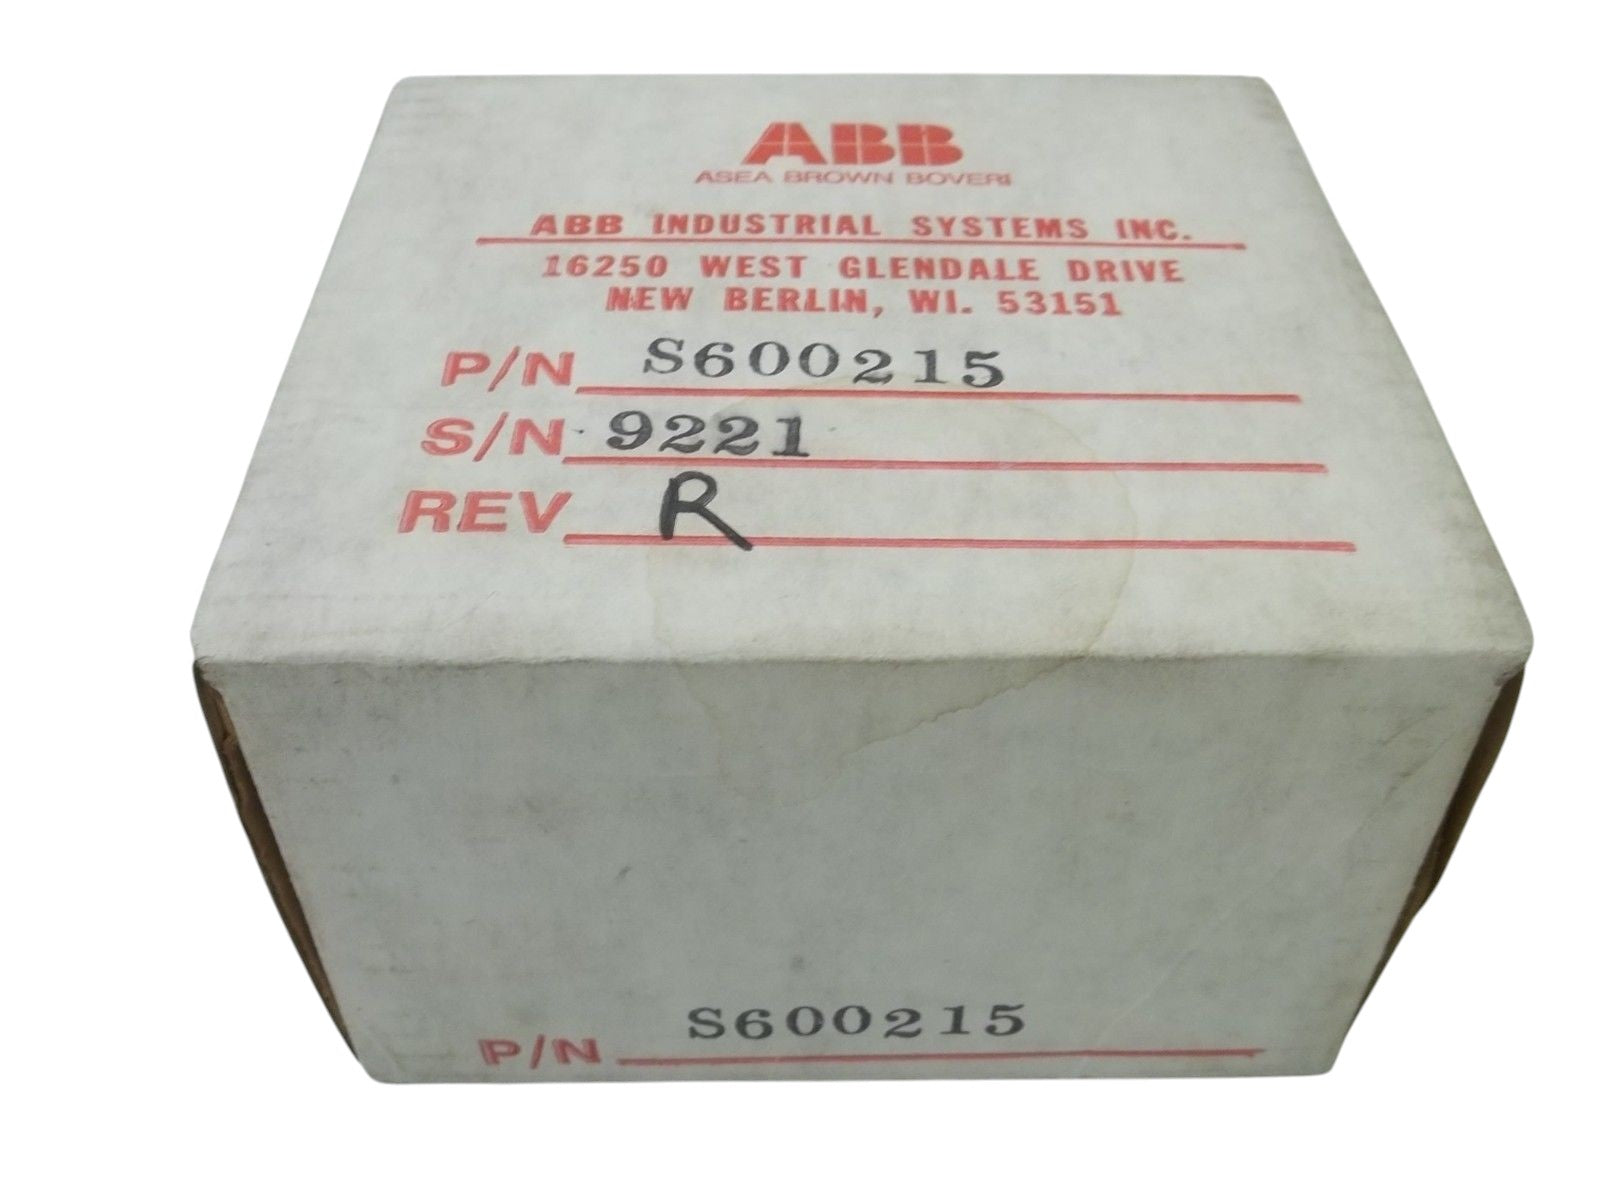 ABB
ASEA BROWN BOVERI
ABB INDUSTRIAL SYSTEMS INC.
16250 WEST GLENDALE DRIVE
NEW BERLIN, WI. 53151
P/N S600215
S/N 9221
REV R
P/N S600215